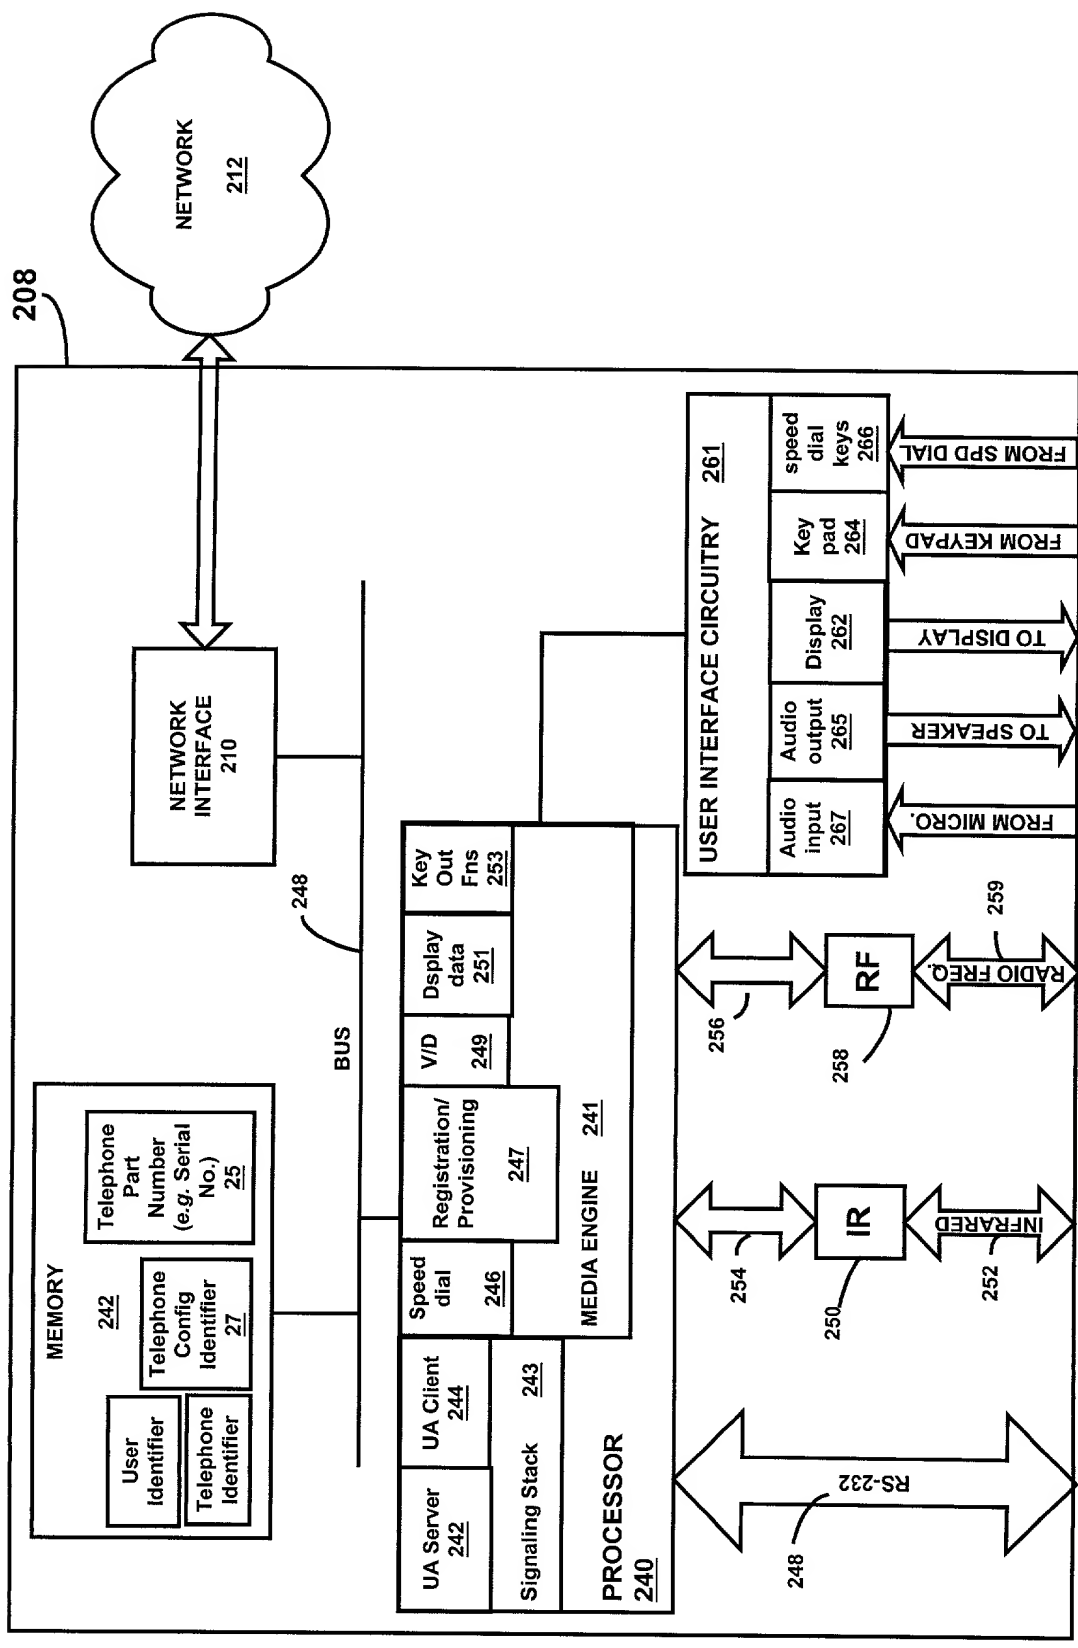 208
NETWORK
212
MEMORY
242
User
Identifier
Telephone
Identifier
Telephone
Config
Identifier
27
Telephone
Part
Number
(e.g. Serial
No.)
25
NETWORK
INTERFACE
210
BUS
248
UA Server
242
UA Client
244
Signaling Stack
243
Speed
dial
246
Registration/
Provisioning
247
V/D
249
Dsplay
data
251
Key
Out
Fns
253
MEDIA ENGINE
241
PROCESSOR
240
USER INTERFACE CIRCUITRY
261
Audio
input
267
Audio
output
265
Display
262
Key
pad
264
speed
dial
keys
266
FROM MICRO.
TO SPEAKER
TO DISPLAY
FROM KEYPAD
FROM SPD DIAL
RS-232
248
254
IR
250
INFRARED
252
256
RF
258
RADIO FREQ.
259